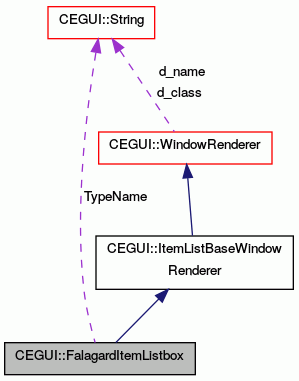 CEGUI::String
d_name
d_class
CEGUI::WindowRenderer
TypeName
CEGUI::ItemListBaseWindow
Renderer
CEGUI::FalagardItemListbox